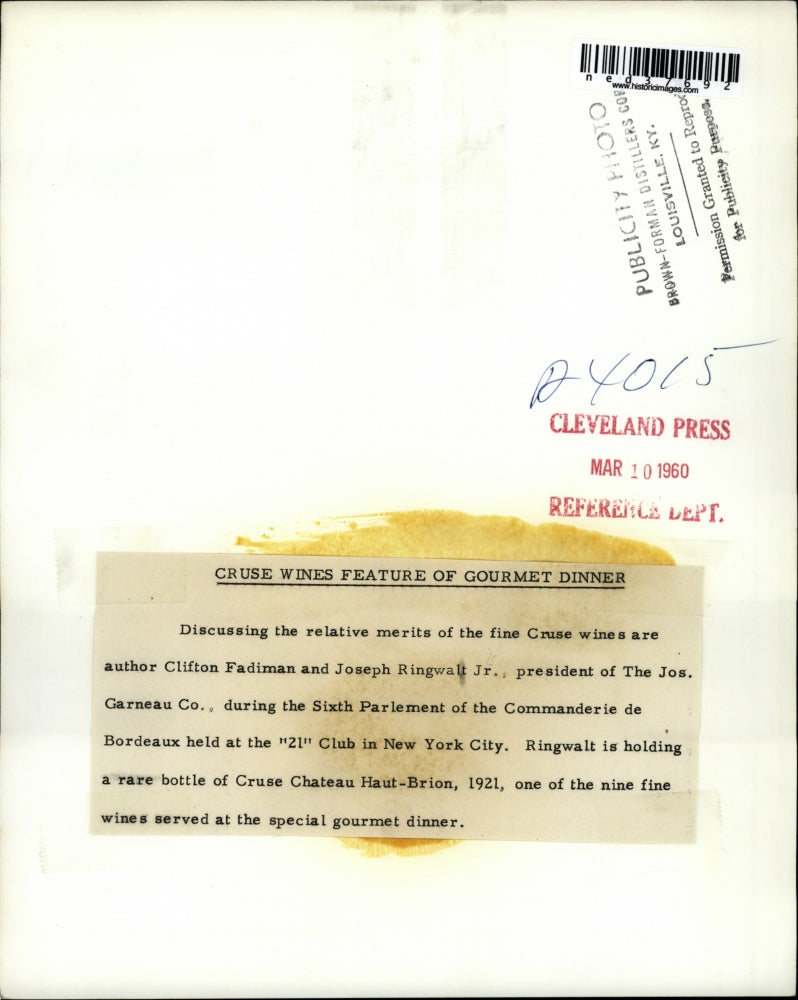 ned37692
www.historicimages.com
PUBLICITY PHOTO
BROWN-FORMAN DISTILLERS
LOUISVILLE, KY.
Permission Granted to
for Publicity Purposes.
A4015
CLEVELAND PRESS
MAR 10 1960
REFERENCE DEPT.
CRUSE WINES FEATURE OF GOURMET DINNER
Discussing the relative merits of the fine Cruse wines are
author Clifton Fadiman and Joseph Ringwalt Jr., president of The Jos.
Garneau Co., during the Sixth Parlement of the Commanderie de
Bordeaux held at the "21" Club in New York City. Ringwalt is holding
a rare bottle of Cruse Chateau Haut-Brion, 1921, one of the nine fine
wines served at the special gourmet dinner.